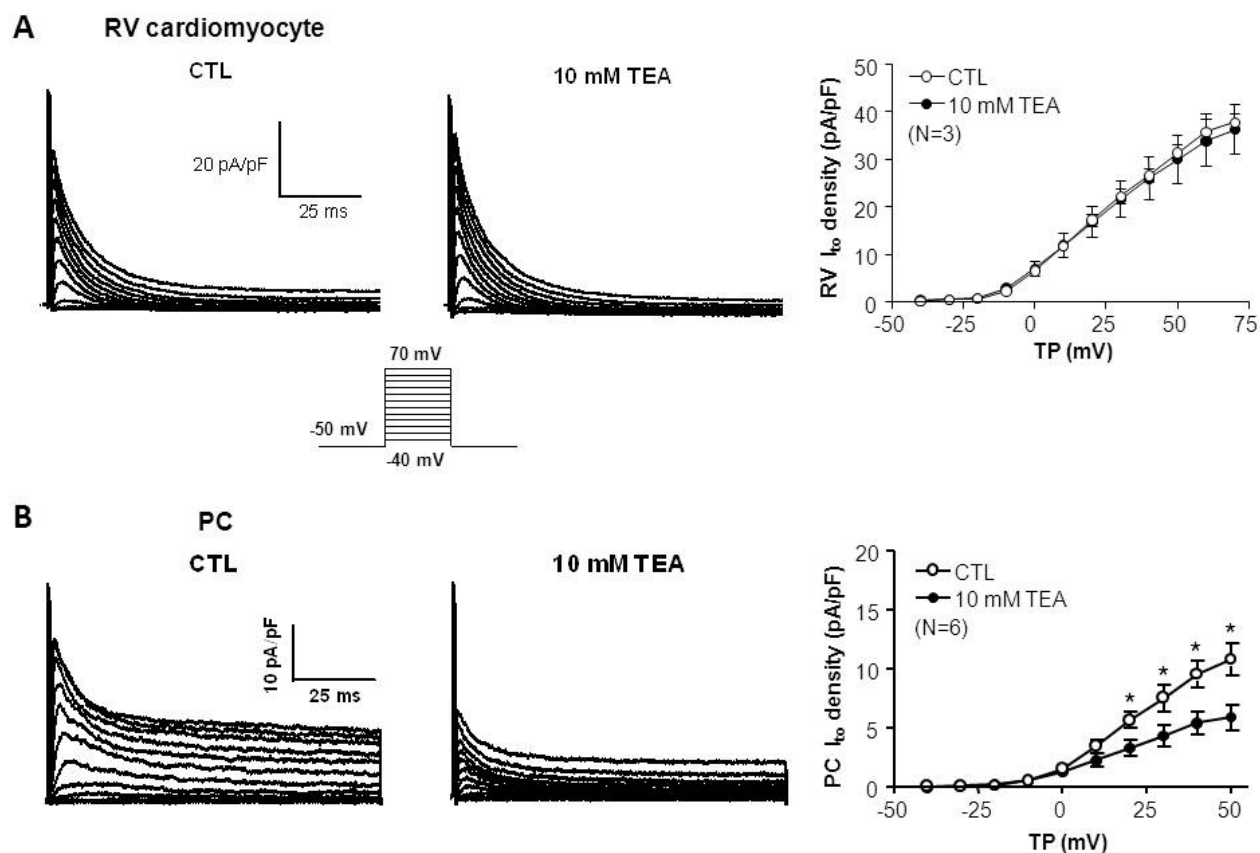 A
RV cardiomyocyte
CTL
20 pA/pF
25 ms
10 mM TEA
RV Ito density (pA/pF)
50
40
30
20
10
0
CTL
10 mM TEA
(N=3)
-50
-25
0
25
50
75
TP (mV)
70 mV
-50 mV
-40 mV
B
PC
CTL
10 pA/pF
25 ms
10 mM TEA
PC Ito density (pA/pF)
20
15
10
5
0
CTL
10 mM TEA
(N=6)
* * * *
-50
-25
0
25
50
TP (mV)